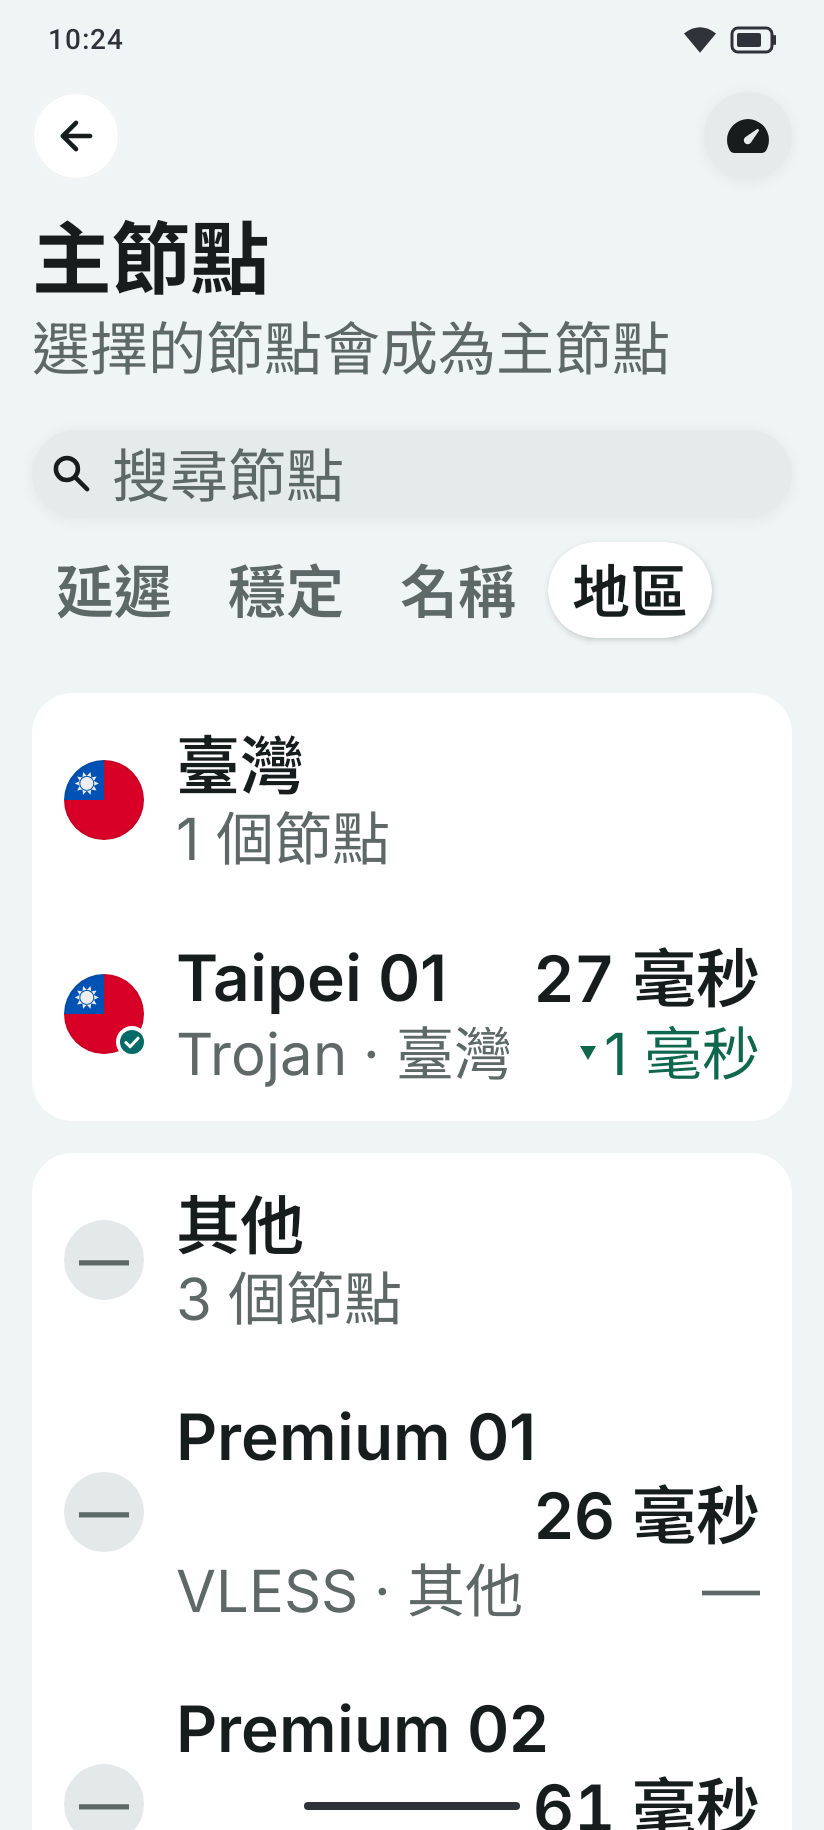 10:24
主節點
選擇的節點會成為主節點
搜尋節點
延遲 穩定 名稱 地區
臺灣
1 個節點
Taipei 01 27 毫秒
Trojan · 臺灣 ▼1 毫秒
其他
3 個節點
Premium 01
26 毫秒
VLESS · 其他 —
Premium 02
61 毫秒